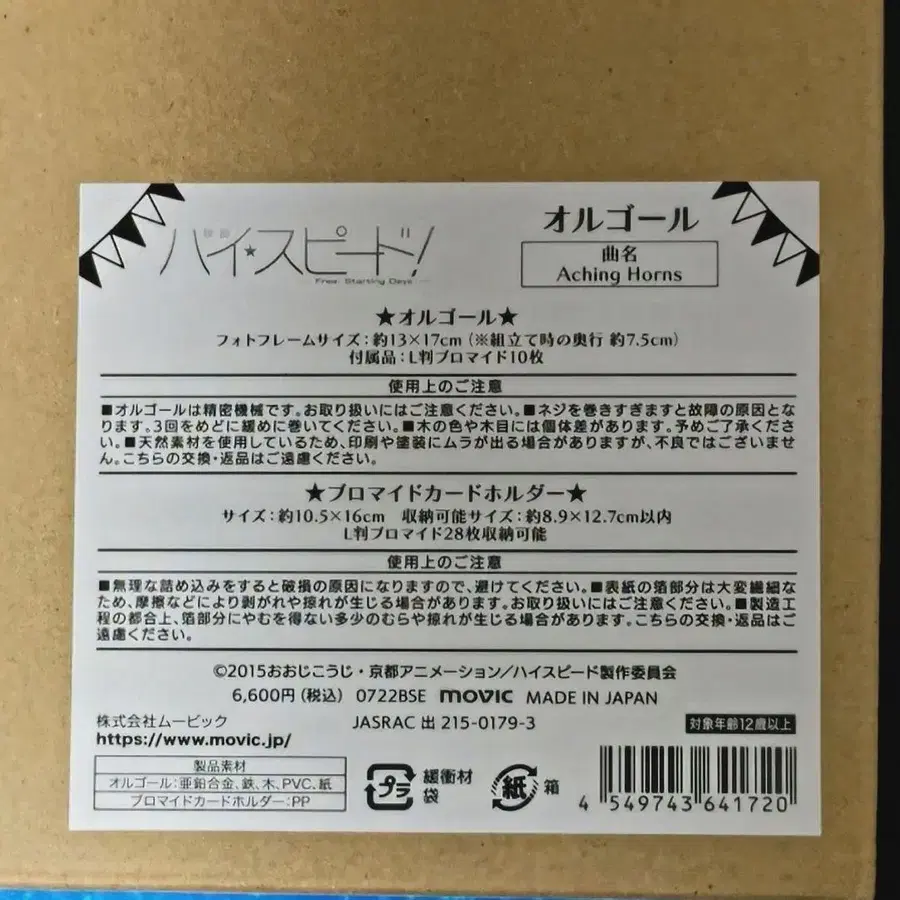 映画
ハイ☆スピード!
Free! Starting Days
オルゴール
曲名
Aching Horns
★オルゴール★
フォトフレームサイズ:約13×17cm(※組立て時の奥行 約7.5cm)
付属品:L判ブロマイド10枚
使用上のご注意
■オルゴールは精密機械です。お取り扱いにはご注意ください。■ネジを巻きすぎますと故障の原因とな
ります。3回をめどに緩めに巻いてください。■木の色や木目には個体差があります。予めご了承くださ
い。■天然素材を使用しているため、印刷や塗装にムラが出る場合がありますが、不良ではございませ
ん。こちらの交換・返品はご遠慮ください。
★ブロマイドカードホルダー★
サイズ:約10.5×16cm 収納可能サイズ:約8.9×12.7cm以内
L判ブロマイド28枚収納可能
使用上のご注意
■無理な詰め込みをすると破損の原因になりますので、避けてください。■表紙の箔部分は大変繊細な
ため、摩擦などにより剥がれや掠れが生じる場合があります。お取り扱いにはご注意ください。■製造工
程の都合上、箔部分にやむを得ない多少のむらや掠れが生じる場合があります。こちらの交換・返品はご
遠慮ください。
©2015おおじこうじ・京都アニメーション/ハイスピード製作委員会
6,600円(税込) 0722BSE movic MADE IN JAPAN
株式会社ムービック
JASRAC 出 215-0179-3
対象年齢12歳以上
https://www.movic.jp/
製品素材
オルゴール:亜鉛合金、鉄、木、PVC、紙
ブロマイドカードホルダー:PP
プラ
緩衝材
袋
紙
箱
4 549743 641720